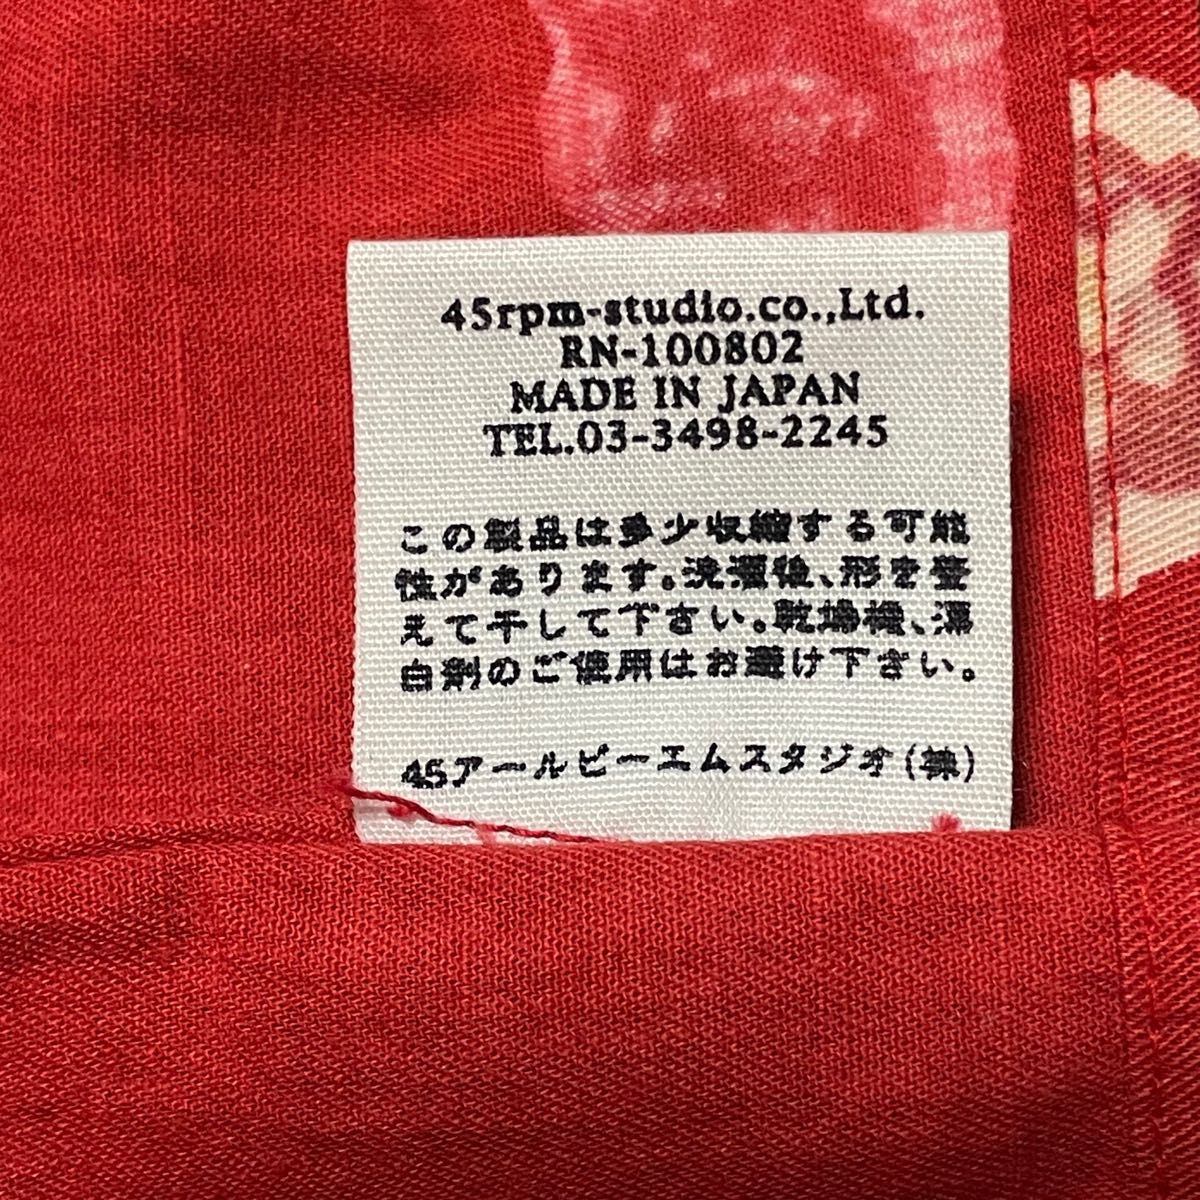 45rpm-studio.co.,Ltd.
RN-100802
MADE IN JAPAN
TEL.03-3498-2245
この製品は多少収縮する可能
性があります。洗濯後、形を整
えて干して下さい。乾燥機、漂
白剤のご使用はお避け下さい。
45アールピーエムスタジオ(株)